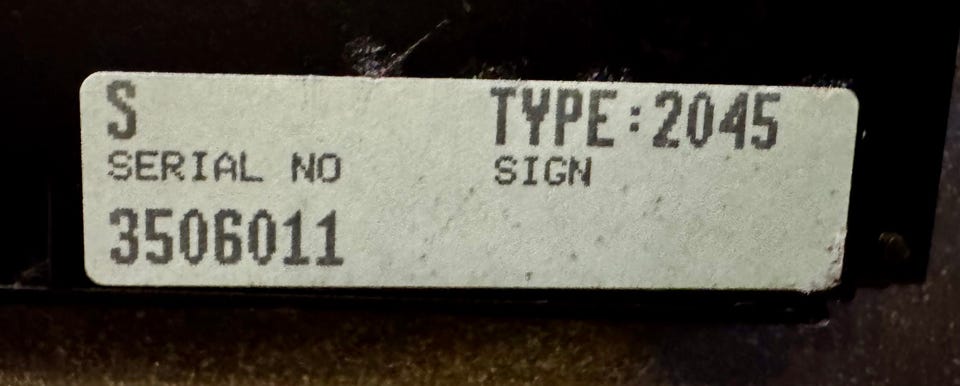 S TYPE:2045
SERIAL NO SIGN
3506011